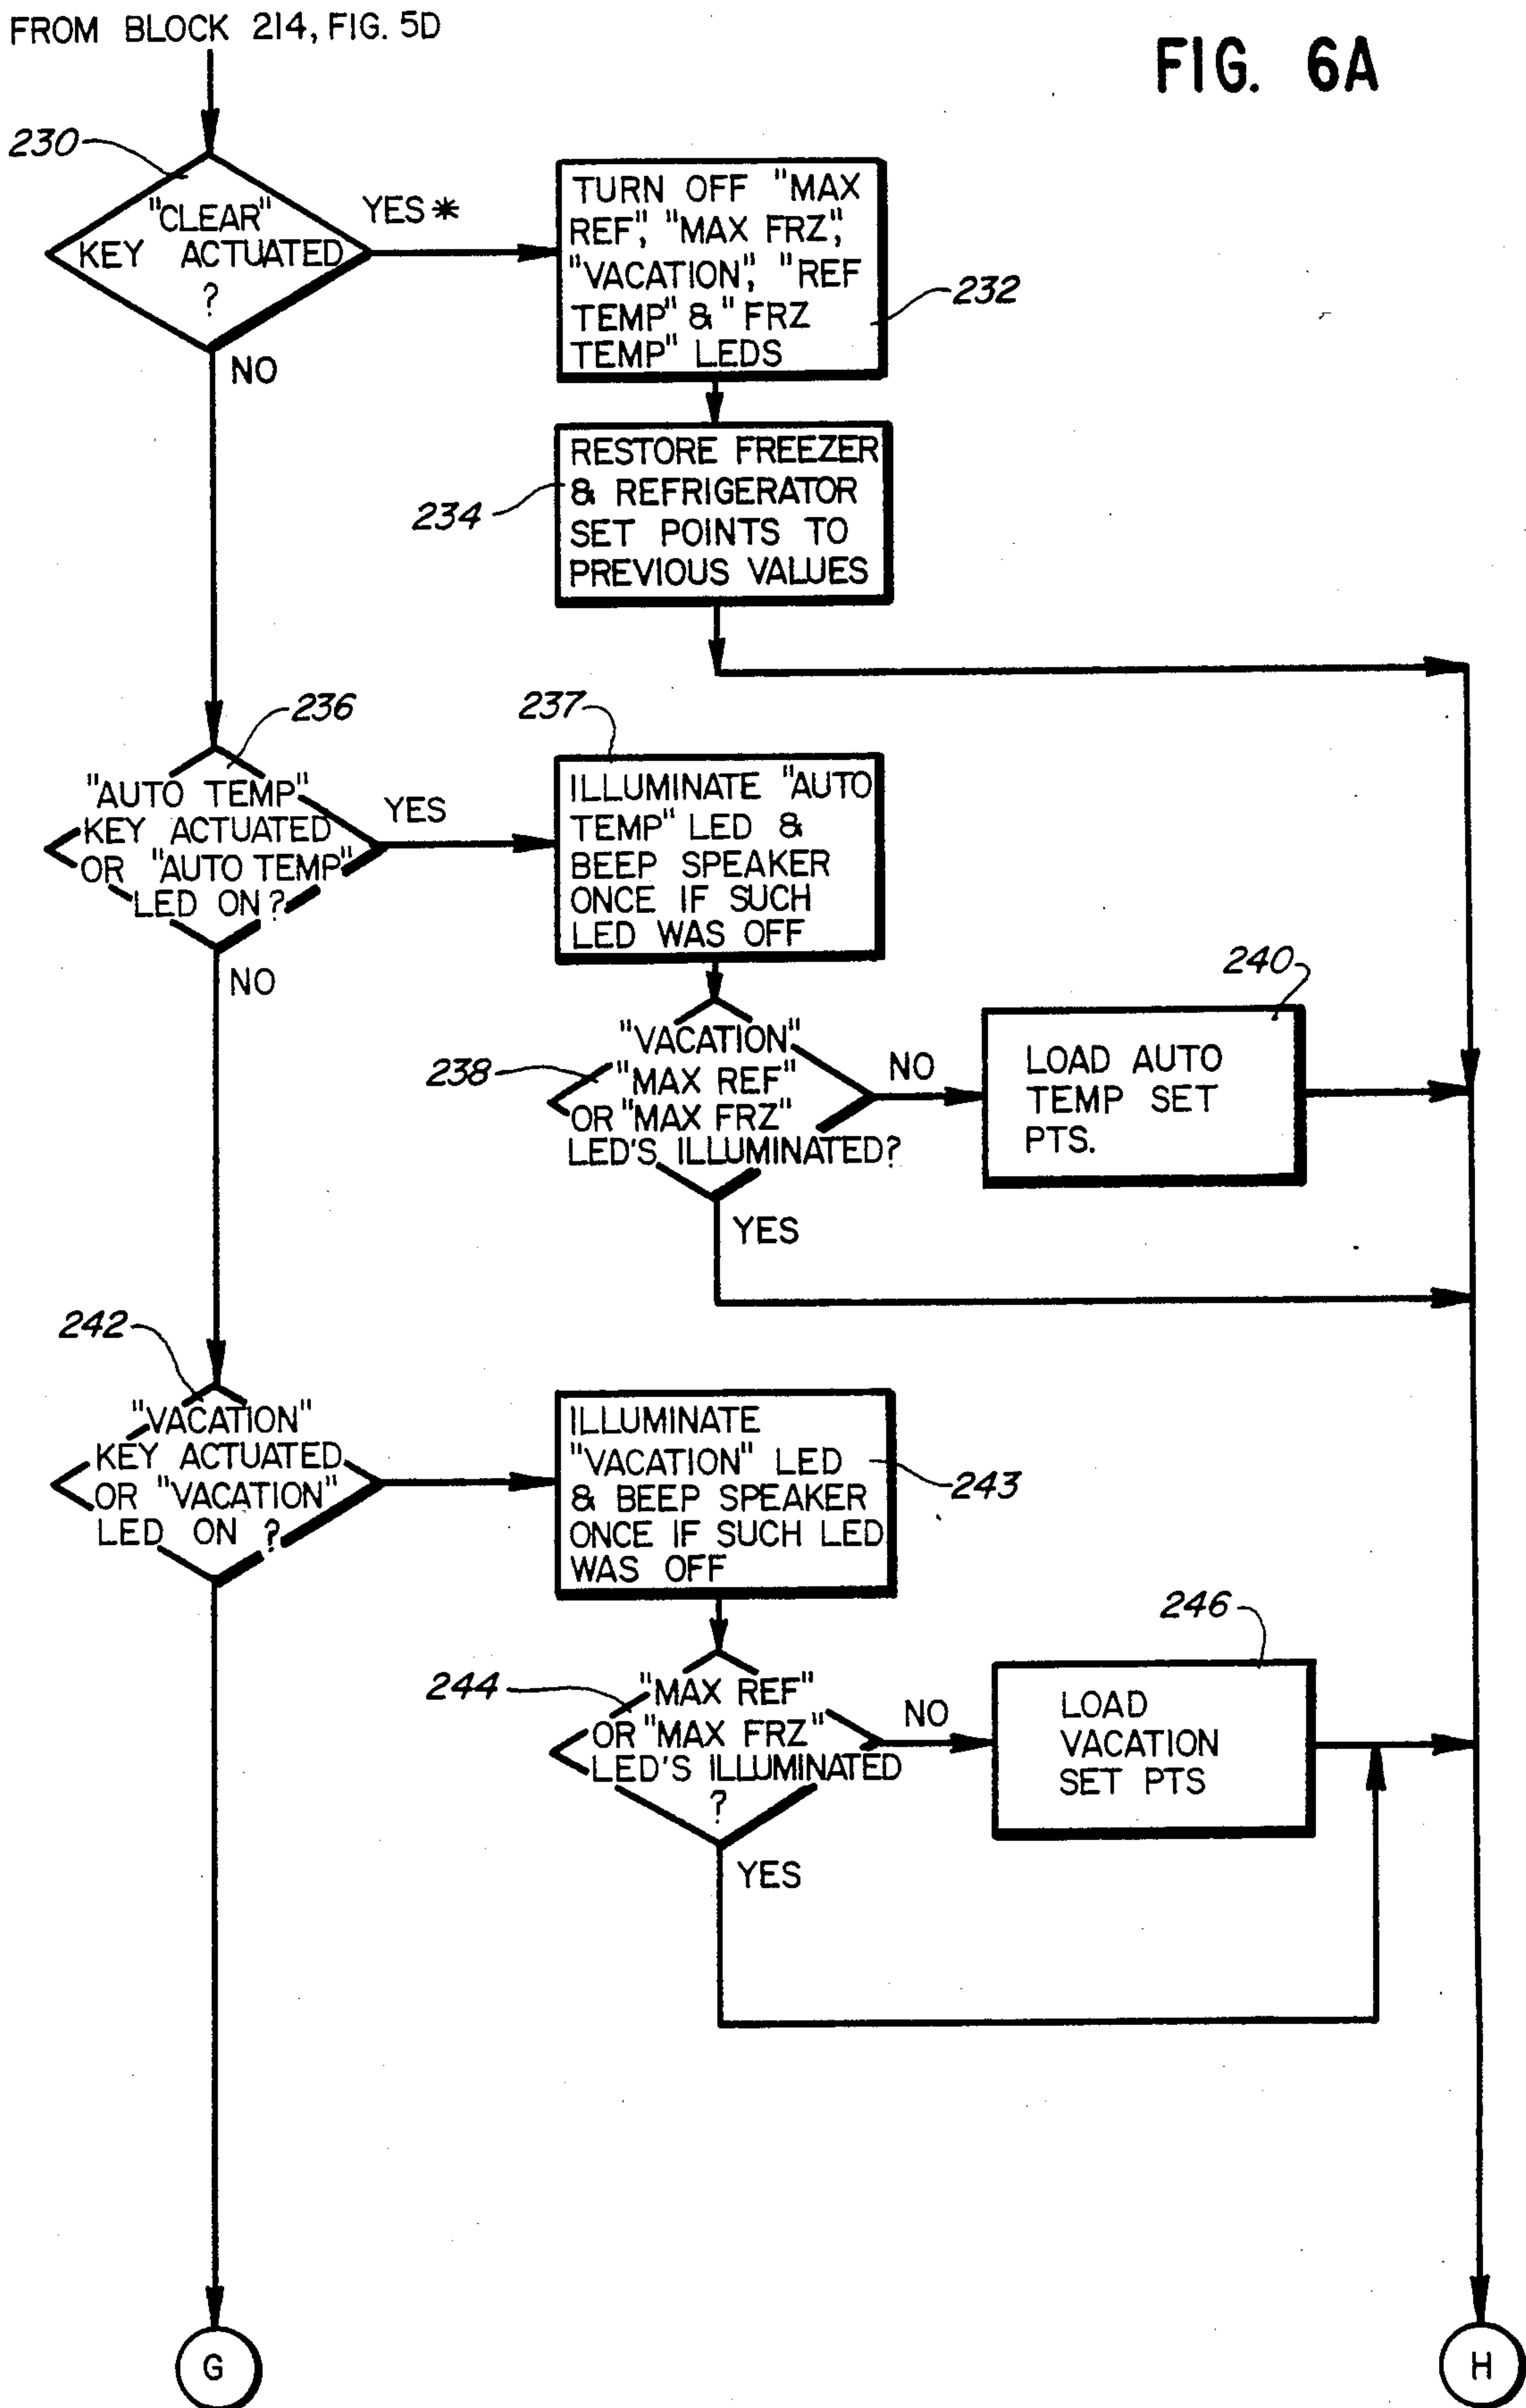 FROM BLOCK 214, FIG. 5D
FIG. 6A
230
"CLEAR"
KEY ACTUATED
?
YES *
NO
TURN OFF "MAX
REF", "MAX FRZ",
"VACATION", "REF
TEMP" & "FRZ
TEMP" LEDS
232
RESTORE FREEZER
& REFRIGERATOR
SET POINTS TO
PREVIOUS VALUES
234
236
"AUTO TEMP"
KEY ACTUATED
OR "AUTO TEMP"
LED ON ?
YES
NO
237
ILLUMINATE "AUTO
TEMP" LED &
BEEP SPEAKER
ONCE IF SUCH
LED WAS OFF
238
"VACATION"
"MAX REF"
OR "MAX FRZ"
LED'S ILLUMINATED?
NO
YES
240
LOAD AUTO
TEMP SET
PTS.
242
"VACATION"
KEY ACTUATED
OR "VACATION"
LED ON ?
ILLUMINATE
"VACATION" LED
& BEEP SPEAKER
ONCE IF SUCH LED
WAS OFF
243
244
"MAX REF"
OR "MAX FRZ"
LED'S ILLUMINATED
?
NO
YES
246
LOAD
VACATION
SET PTS
G
H